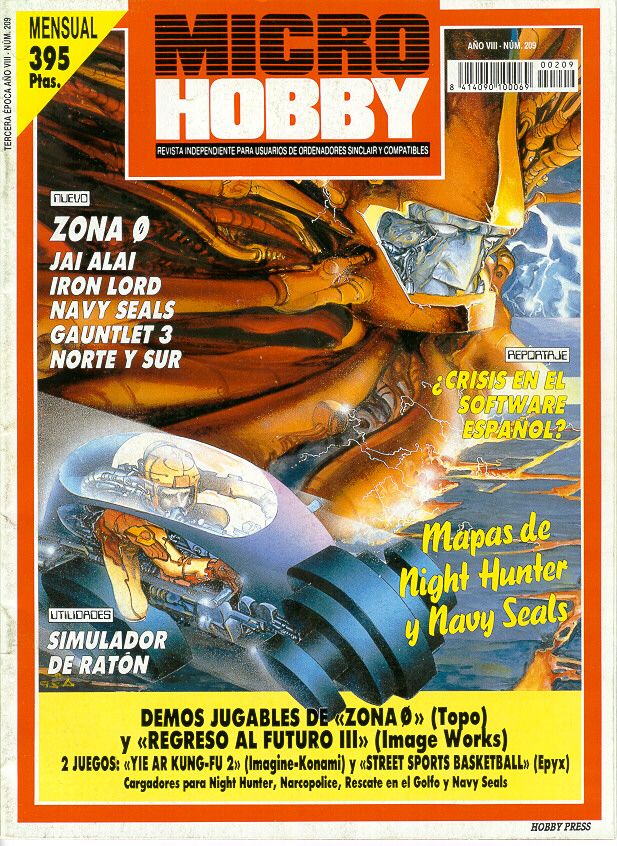 MENSUAL
395
Ptas.
TERCERA ÉPOCA AÑO VIII - NÚM. 209
MICRO
HOBBY
REVISTA INDEPENDIENTE PARA USUARIOS DE ORDENADORES SINCLAIR Y COMPATIBLES
AÑO VIII - NÚM. 209
00209
8 414090 100069
NUEVO
ZONA Ø
JAI ALAI
IRON LORD
NAVY SEALS
GAUNTLET 3
NORTE Y SUR
REPORTAJE
¿CRISIS EN EL
SOFTWARE
ESPAÑOL?
Mapas de
Night Hunter
y Navy Seals
UTILIDADES
SIMULADOR
DE RATÓN
DEMOS JUGABLES DE «ZONA Ø» (Topo)
y «REGRESO AL FUTURO III» (Image Works)
2 JUEGOS: «YIE AR KUNG-FU 2» (Imagine-Konami) y «STREET SPORTS BASKETBALL» (Epyx)
Cargadores para Night Hunter, Narcopolice, Rescate en el Golfo y Navy Seals
HOBBY PRESS